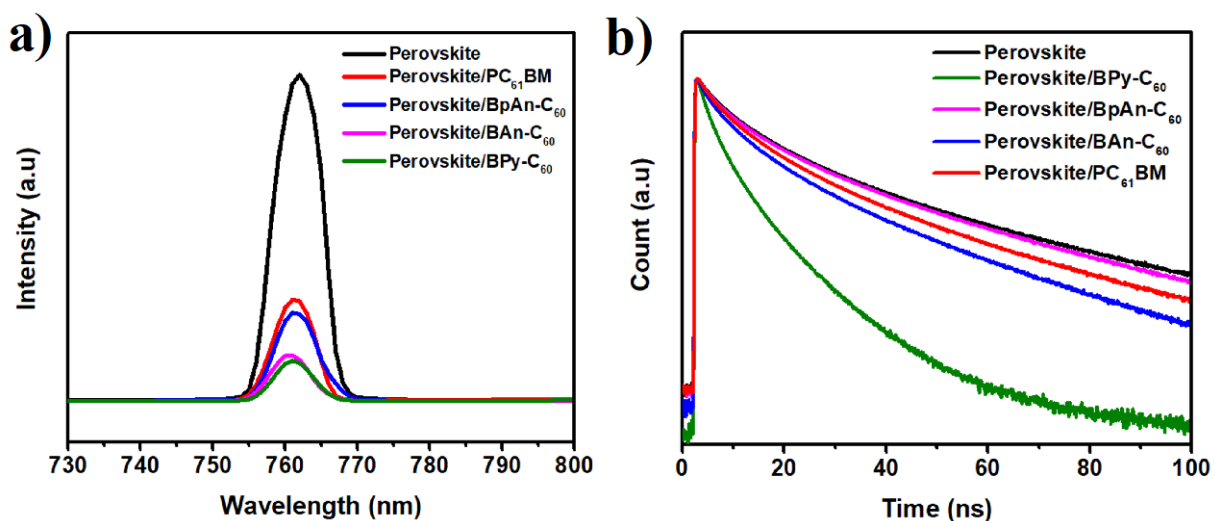 a)
Intensity (a.u)
Perovskite
Perovskite/PC₆₁BM
Perovskite/BpAn-C₆₀
Perovskite/BAn-C₆₀
Perovskite/BPy-C₆₀
730 740 750 760 770 780 790 800
Wavelength (nm)
b)
Count (a.u)
Perovskite
Perovskite/BPy-C₆₀
Perovskite/BpAn-C₆₀
Perovskite/BAn-C₆₀
Perovskite/PC₆₁BM
0 20 40 60 80 100
Time (ns)